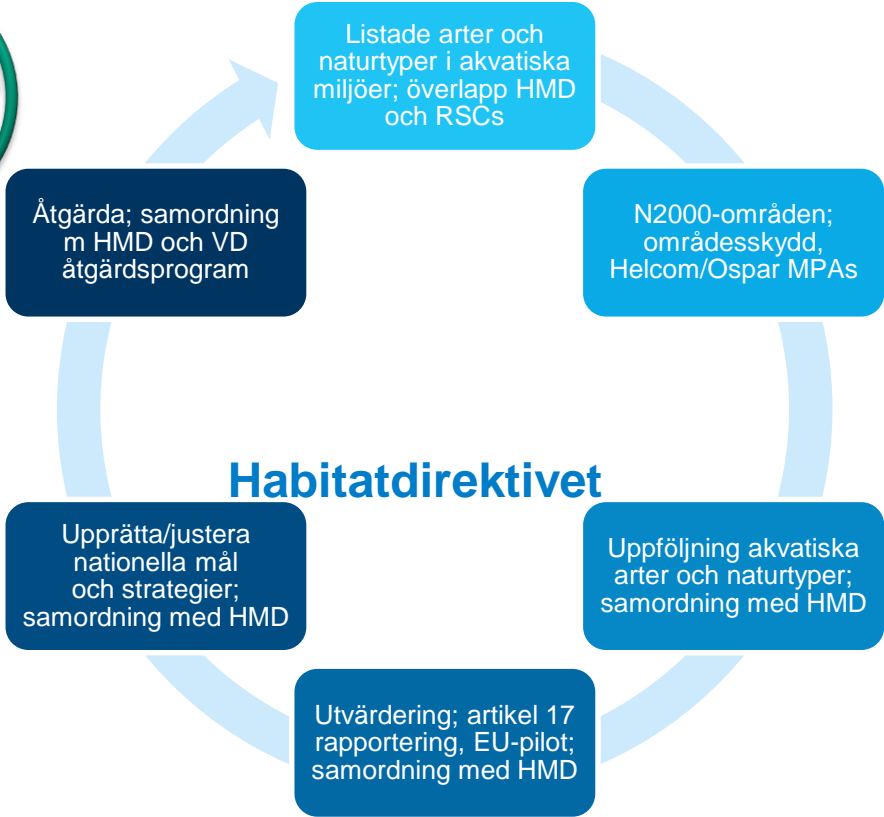 Listade arter och
naturtyper i akvatiska
miljöer; överlapp HMD
och RSCs
N2000-områden;
områdesskydd,
Helcom/Ospar MPAs
Uppföljning akvatiska
arter och naturtyper;
samordning med HMD
Utvärdering; artikel 17
rapportering, EU-pilot;
samordning med HMD
Upprätta/justera
nationella mål
och strategier;
samordning med HMD
Åtgärda; samordning
m HMD och VD
åtgärdsprogram
Habitatdirektivet